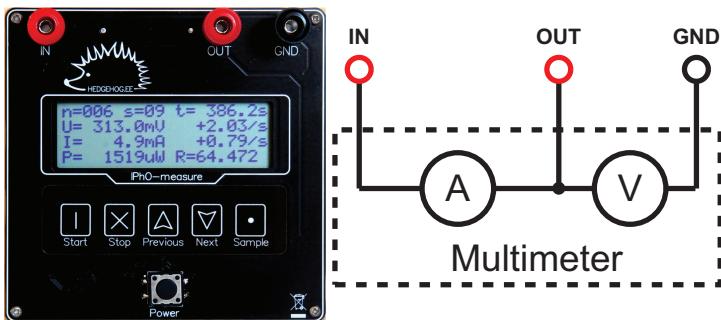 IN
OUT
GND
HEDGEHOG.EE
n=006 s=09 t= 386.2s
U= 313.0mV +2.03/s
I= 4.9mA +0.79/s
P= 1519uW R=64.472
IPhO-measure
Start Stop Previous Next Sample
Power
IN OUT GND
A V
Multimeter